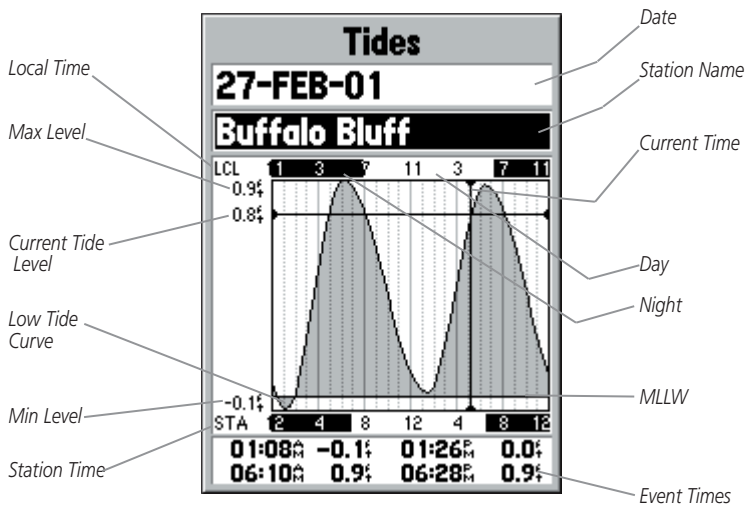 Tides
Date
27-FEB-01
Station Name
Buffalo Bluff
Local Time
Max Level
Current Time
LCL 11 3 7 11 3 7 11
0.9ft
0.8ft
Current Tide
Level
Day
Night
Low Tide
Curve
MLLW
-0.1ft
Min Level
STA 12 4 8 12 4 8 12
Station Time
01:08AM -0.1ft 01:26PM 0.0ft
06:10AM 0.9ft 06:28PM 0.9ft
Event Times